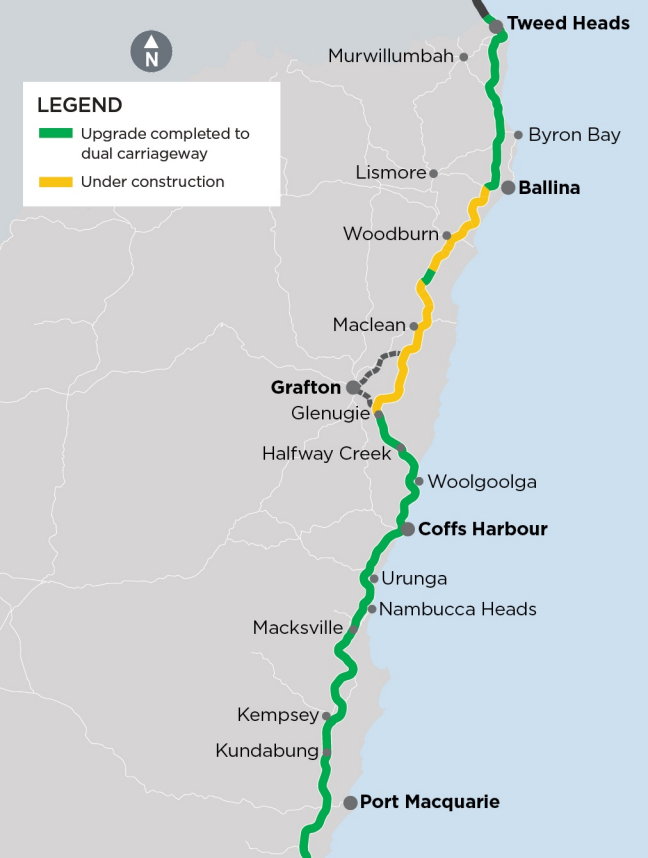 Tweed Heads
Murwillumbah
N
LEGEND
Upgrade completed to
dual carriageway
Under construction
Byron Bay
Lismore
Ballina
Woodburn
Maclean
Grafton
Glenugie
Halfway Creek
Woolgoolga
Coffs Harbour
Urunga
Nambucca Heads
Macksville
Kempsey
Kundabung
Port Macquarie